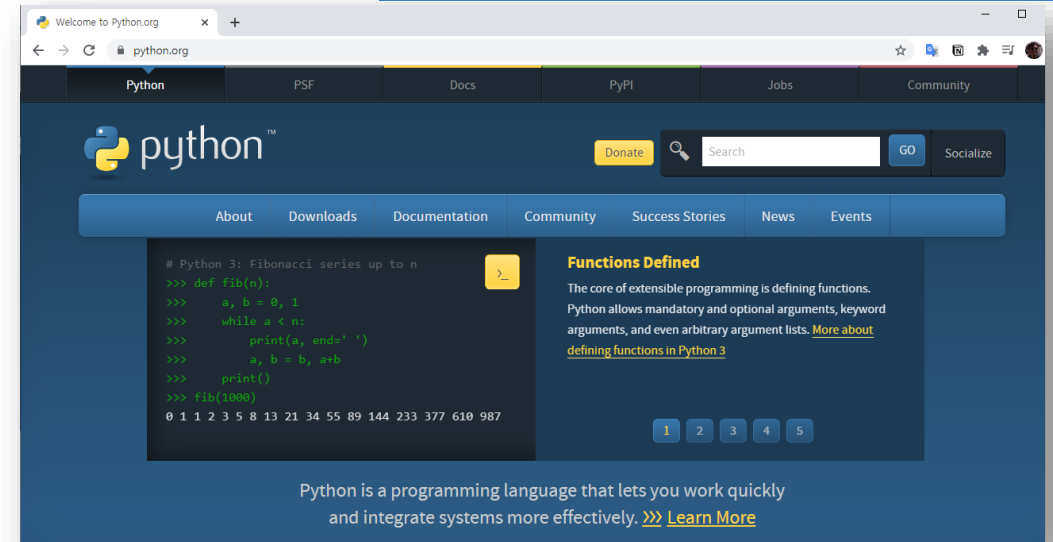 Welcome to Python.org
python.org
Python PSF Docs PyPI Jobs Community
python™
Donate Search GO Socialize
About Downloads Documentation Community Success Stories News Events
# Python 3: Fibonacci series up to n
>>> def fib(n):
>>>     a, b = 0, 1
>>>     while a < n:
>>>         print(a, end=' ')
>>>         a, b = b, a+b
>>>     print()
>>> fib(1000)
0 1 1 2 3 5 8 13 21 34 55 89 144 233 377 610 987
>_
Functions Defined
The core of extensible programming is defining functions.
Python allows mandatory and optional arguments, keyword
arguments, and even arbitrary argument lists. More about
defining functions in Python 3
1 2 3 4 5
Python is a programming language that lets you work quickly
and integrate systems more effectively. >>> Learn More